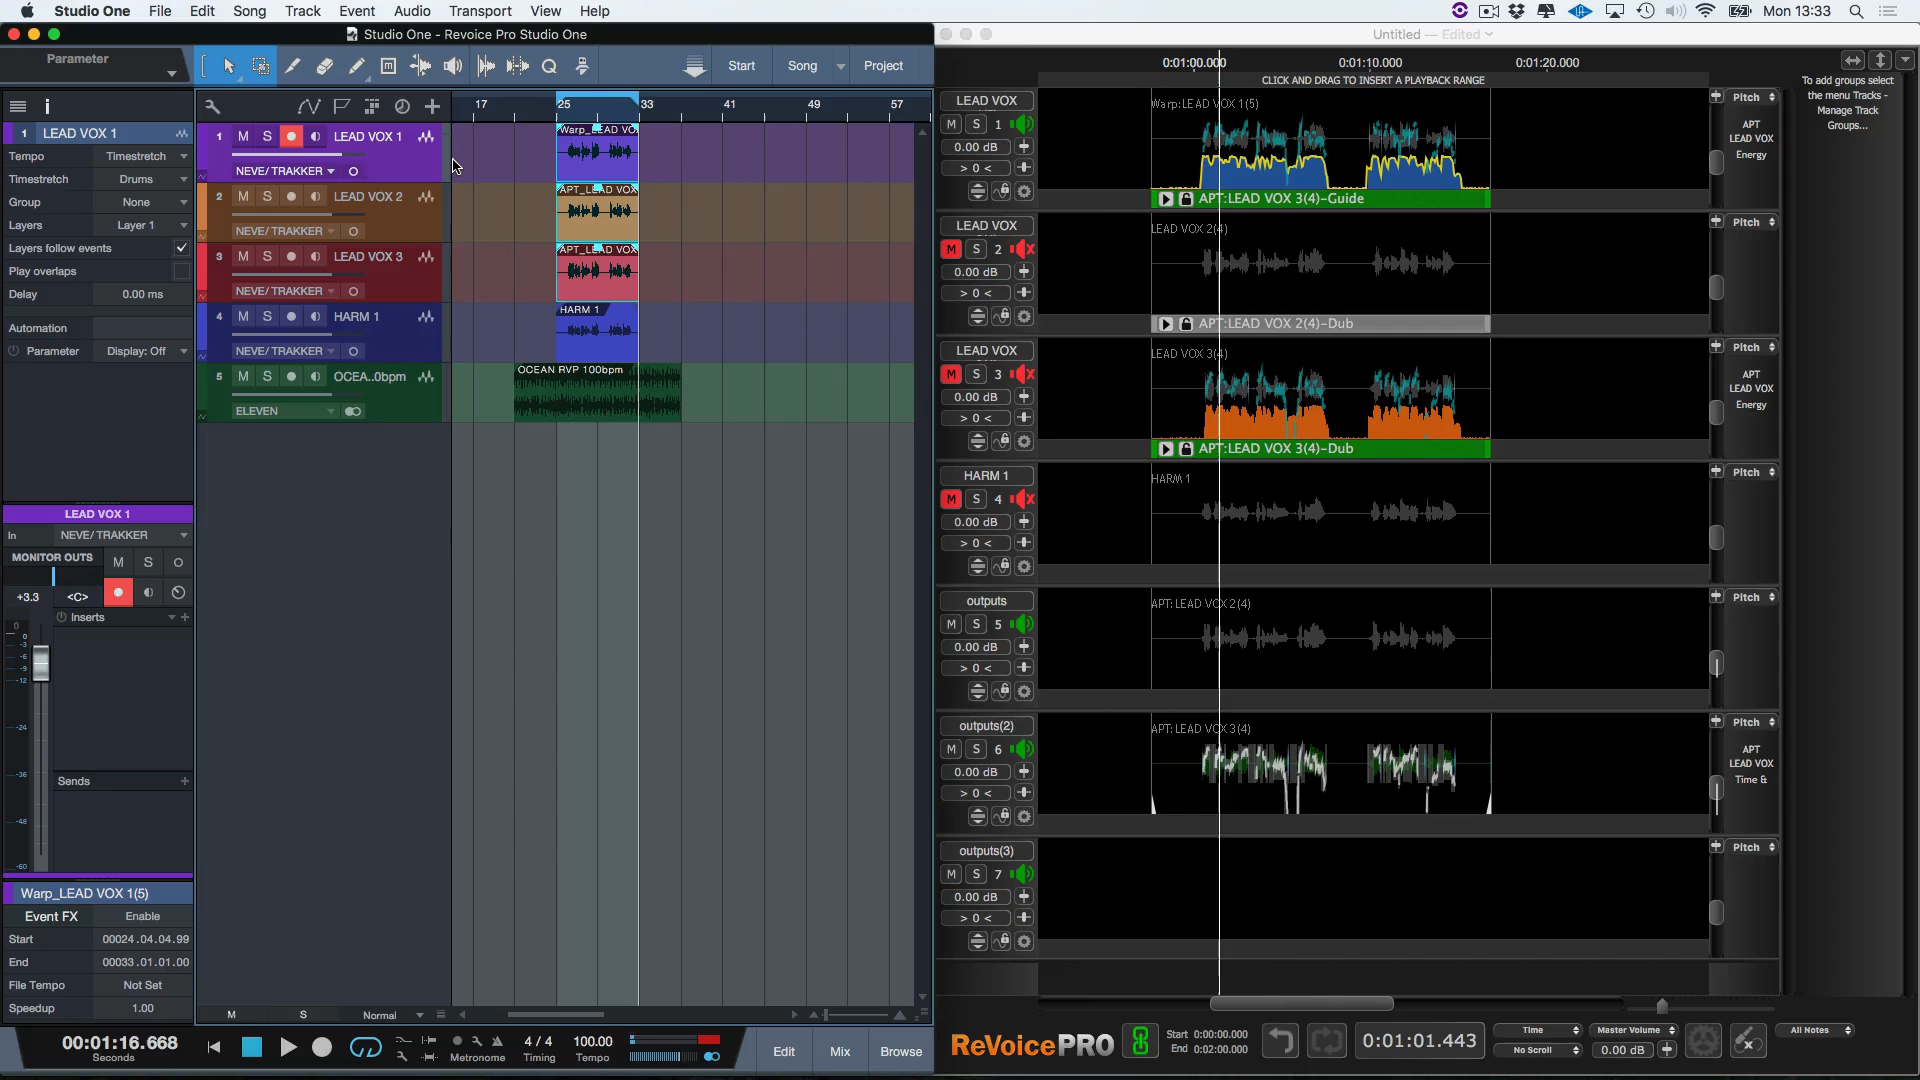 Studio One File Edit Song Track Event Audio Transport View Help
Mon 13:33
Studio One - Revoice Pro Studio One
Untitled — Edited
Parameter
Start Song Project
i
17 25 33 41 49 57
1 LEAD VOX 1
Tempo Timestretch
Timestretch Drums
Group None
Layers Layer 1
Layers follow events
Play overlaps
Delay 0.00 ms
Automation
Parameter Display: Off
1 M S LEAD VOX 1
NEVE/ TRAKKER
2 M S LEAD VOX 2
NEVE/ TRAKKER
3 M S LEAD VOX 3
NEVE/ TRAKKER
4 M S HARM 1
NEVE/ TRAKKER
5 M S OCEA..0bpm
ELEVEN
Warp_LEAD VO
APT_LEAD VOX
APT_LEAD VOX
HARM 1
OCEAN RVP 100bpm
LEAD VOX 1
In NEVE/ TRAKKER
MONITOR OUTS M S
+3.3 <C>
Inserts
Sends
0
0
-3
-6
-9
-12
-24
-36
-48
-60
Warp_LEAD VOX 1(5)
Event FX Enable
Start 00024.04.04.99
End 00033.01.01.00
File Tempo Not Set
Speedup 1.00
M S Normal
00:01:16.668
Seconds
Metronome
4 / 4
Timing
100.00
Tempo
Edit Mix Browse
0:01:00.000 0:01:10.000 0:01:20.000
CLICK AND DRAG TO INSERT A PLAYBACK RANGE
To add groups select
the menu Tracks -
Manage Track
Groups...
LEAD VOX
M S 1
0.00 dB
> 0 <
Warp: LEAD VOX 1(5)
APT:LEAD VOX 3(4)-Guide
Pitch
APT
LEAD VOX
Energy
LEAD VOX
M S 2
0.00 dB
> 0 <
LEAD VOX 2(4)
APT:LEAD VOX 2(4)-Dub
Pitch
LEAD VOX
M S 3
0.00 dB
> 0 <
LEAD VOX 3(4)
APT:LEAD VOX 3(4)-Dub
Pitch
APT
LEAD VOX
Energy
HARM 1
M S 4
0.00 dB
> 0 <
HARM 1
Pitch
outputs
M S 5
0.00 dB
> 0 <
APT: LEAD VOX 2(4)
Pitch
outputs(2)
M S 6
0.00 dB
> 0 <
APT: LEAD VOX 3(4)
Pitch
APT
LEAD VOX
Time &
outputs(3)
M S 7
0.00 dB
> 0 <
Pitch
ReVoicePRO
Start 0:00:00.000
End 0:02:00.000
0:01:01.443
Time
No Scroll
Master Volume
0.00 dB
All Notes